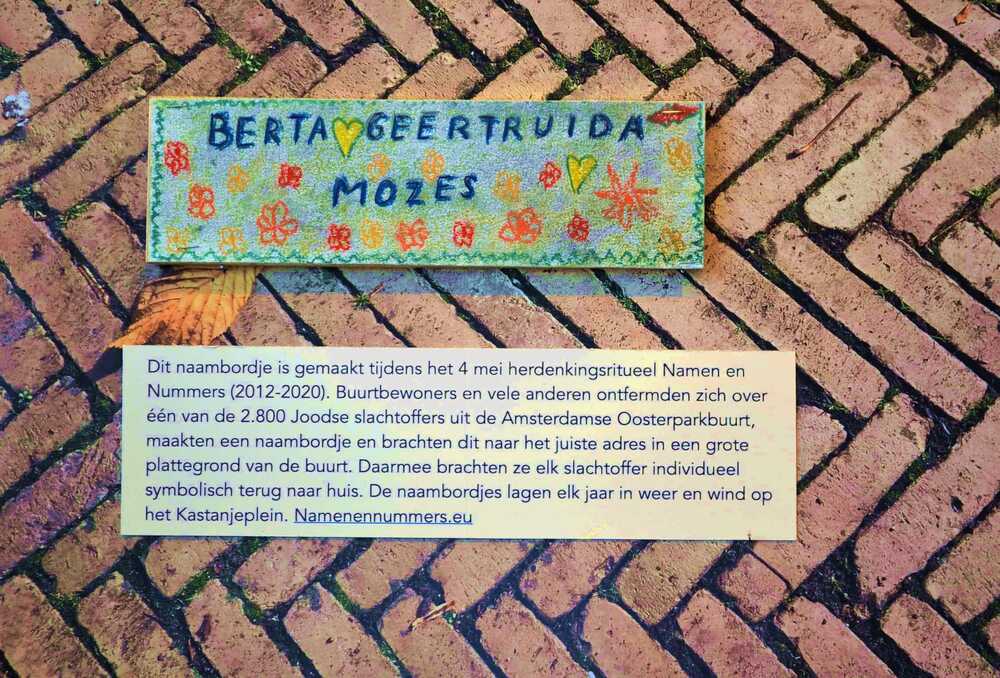 BERTA GEERTRUIDA
MOZES
Dit naambordje is gemaakt tijdens het 4 mei herdenkingsritueel Namen en
Nummers (2012-2020). Buurtbewoners en vele anderen ontfermden zich over
één van de 2.800 Joodse slachtoffers uit de Amsterdamse Oosterparkbuurt,
maakten een naambordje en brachten dit naar het juiste adres in een grote
plattegrond van de buurt. Daarmee brachten ze elk slachtoffer individueel
symbolisch terug naar huis. De naambordjes lagen elk jaar in weer en wind op
het Kastanjeplein. Namenennummers.eu